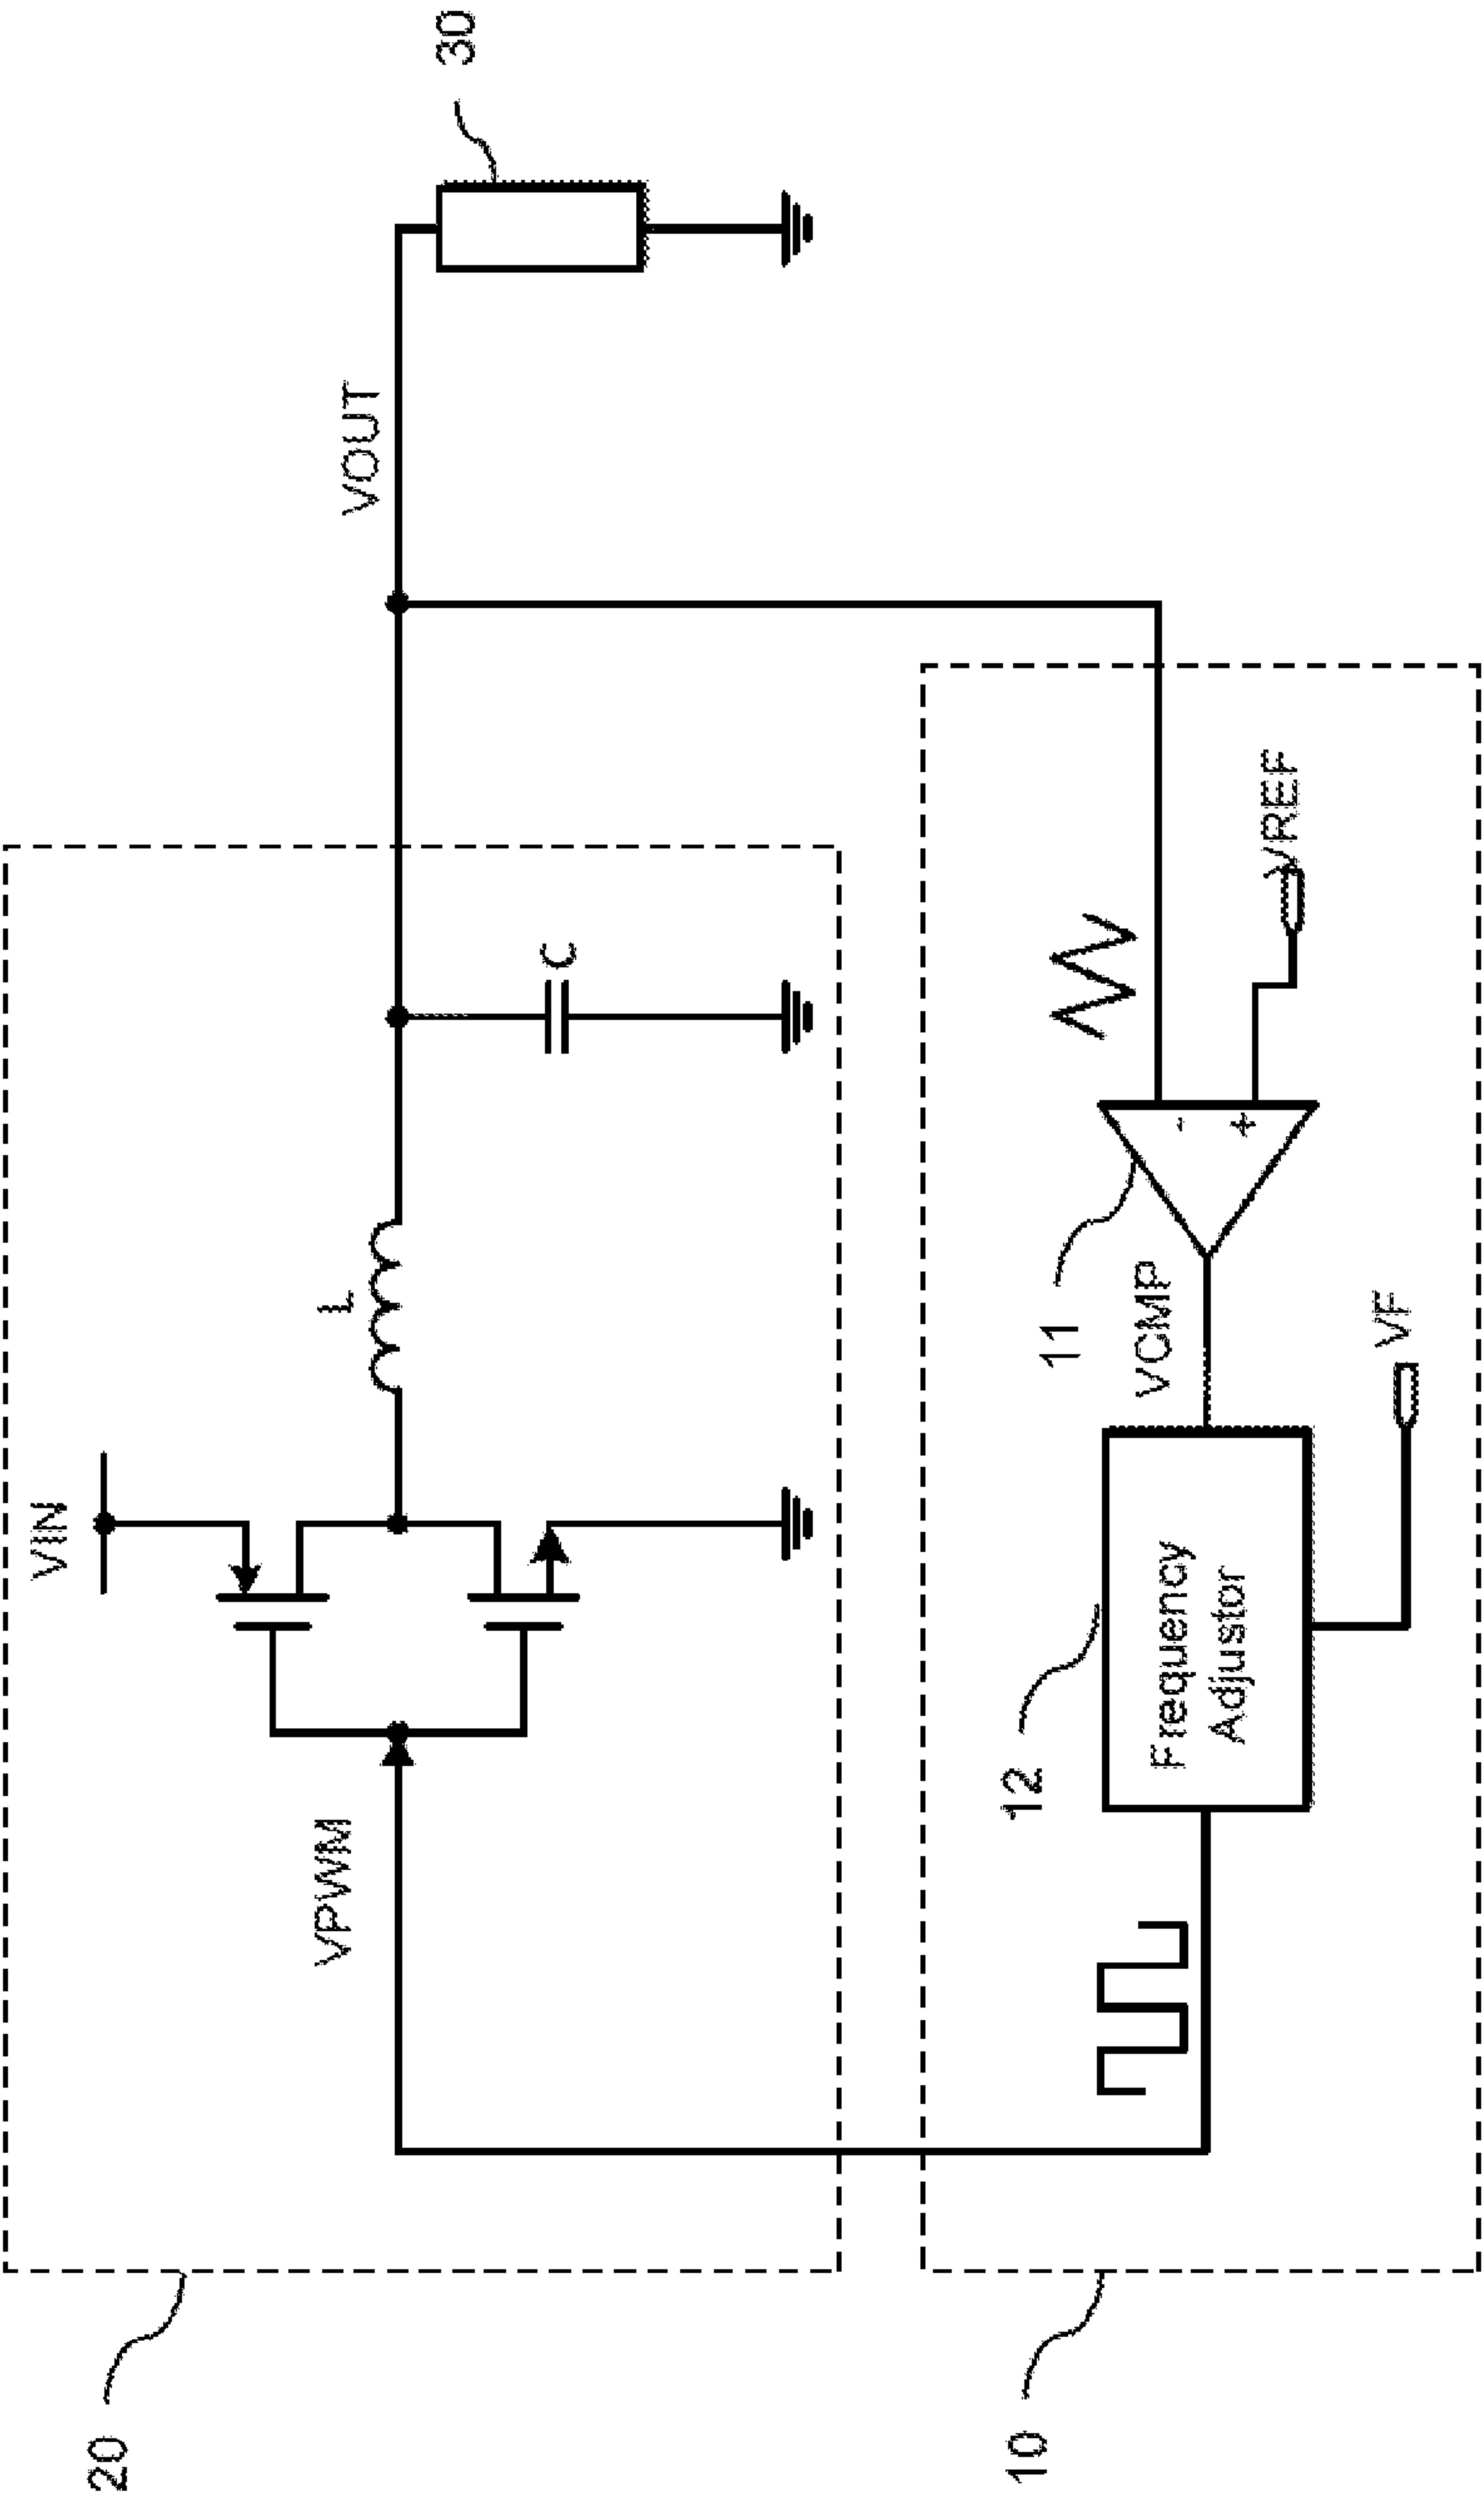 20
VIN
VPWM
L
C
VOUT
30
10
12
11
Frequency
Adjustor
VCMP
-
+
VREF
VF